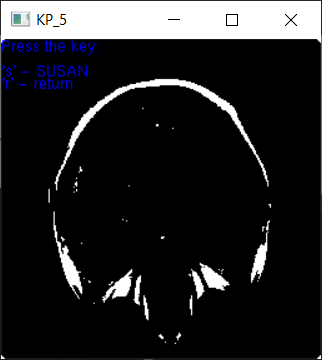 KP_5
Press the key:
's' - SUSAN
'r' - return